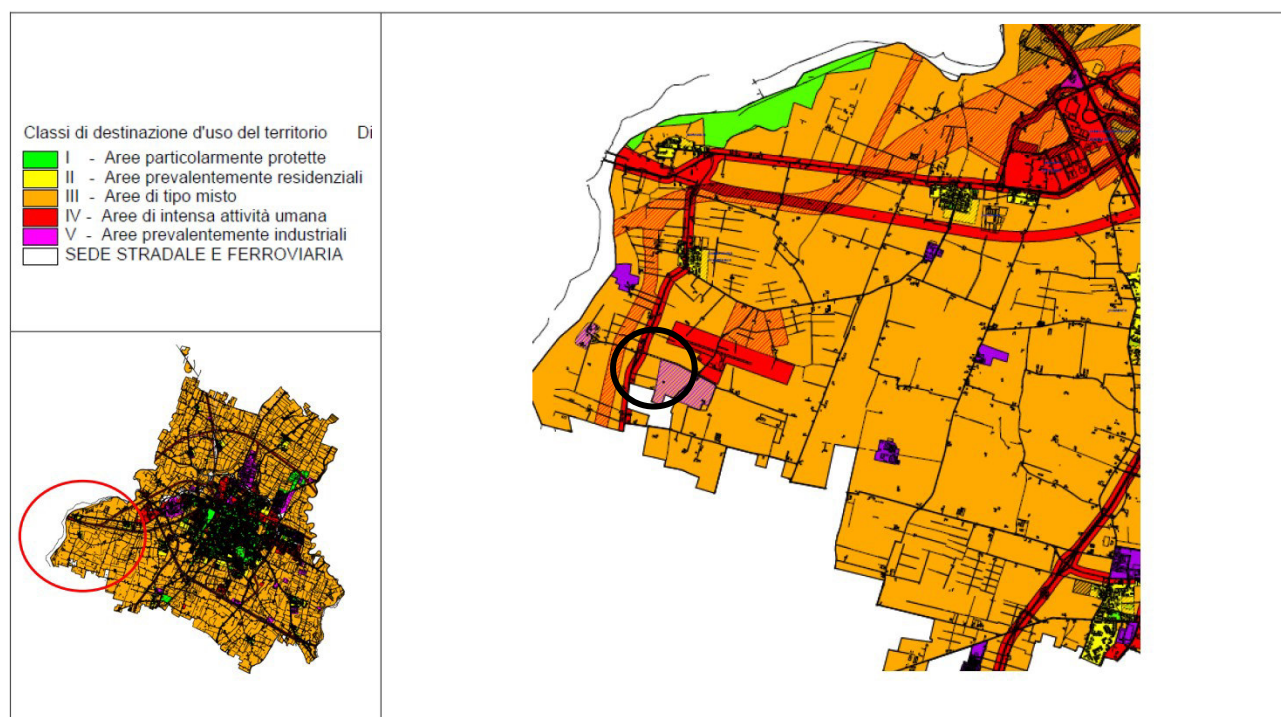 Classi di destinazione d'uso del territorio Di
I - Aree particolarmente protette
II - Aree prevalentemente residenziali
III - Aree di tipo misto
IV - Aree di intensa attività umana
V - Aree prevalentemente industriali
SEDE STRADALE E FERROVIARIA